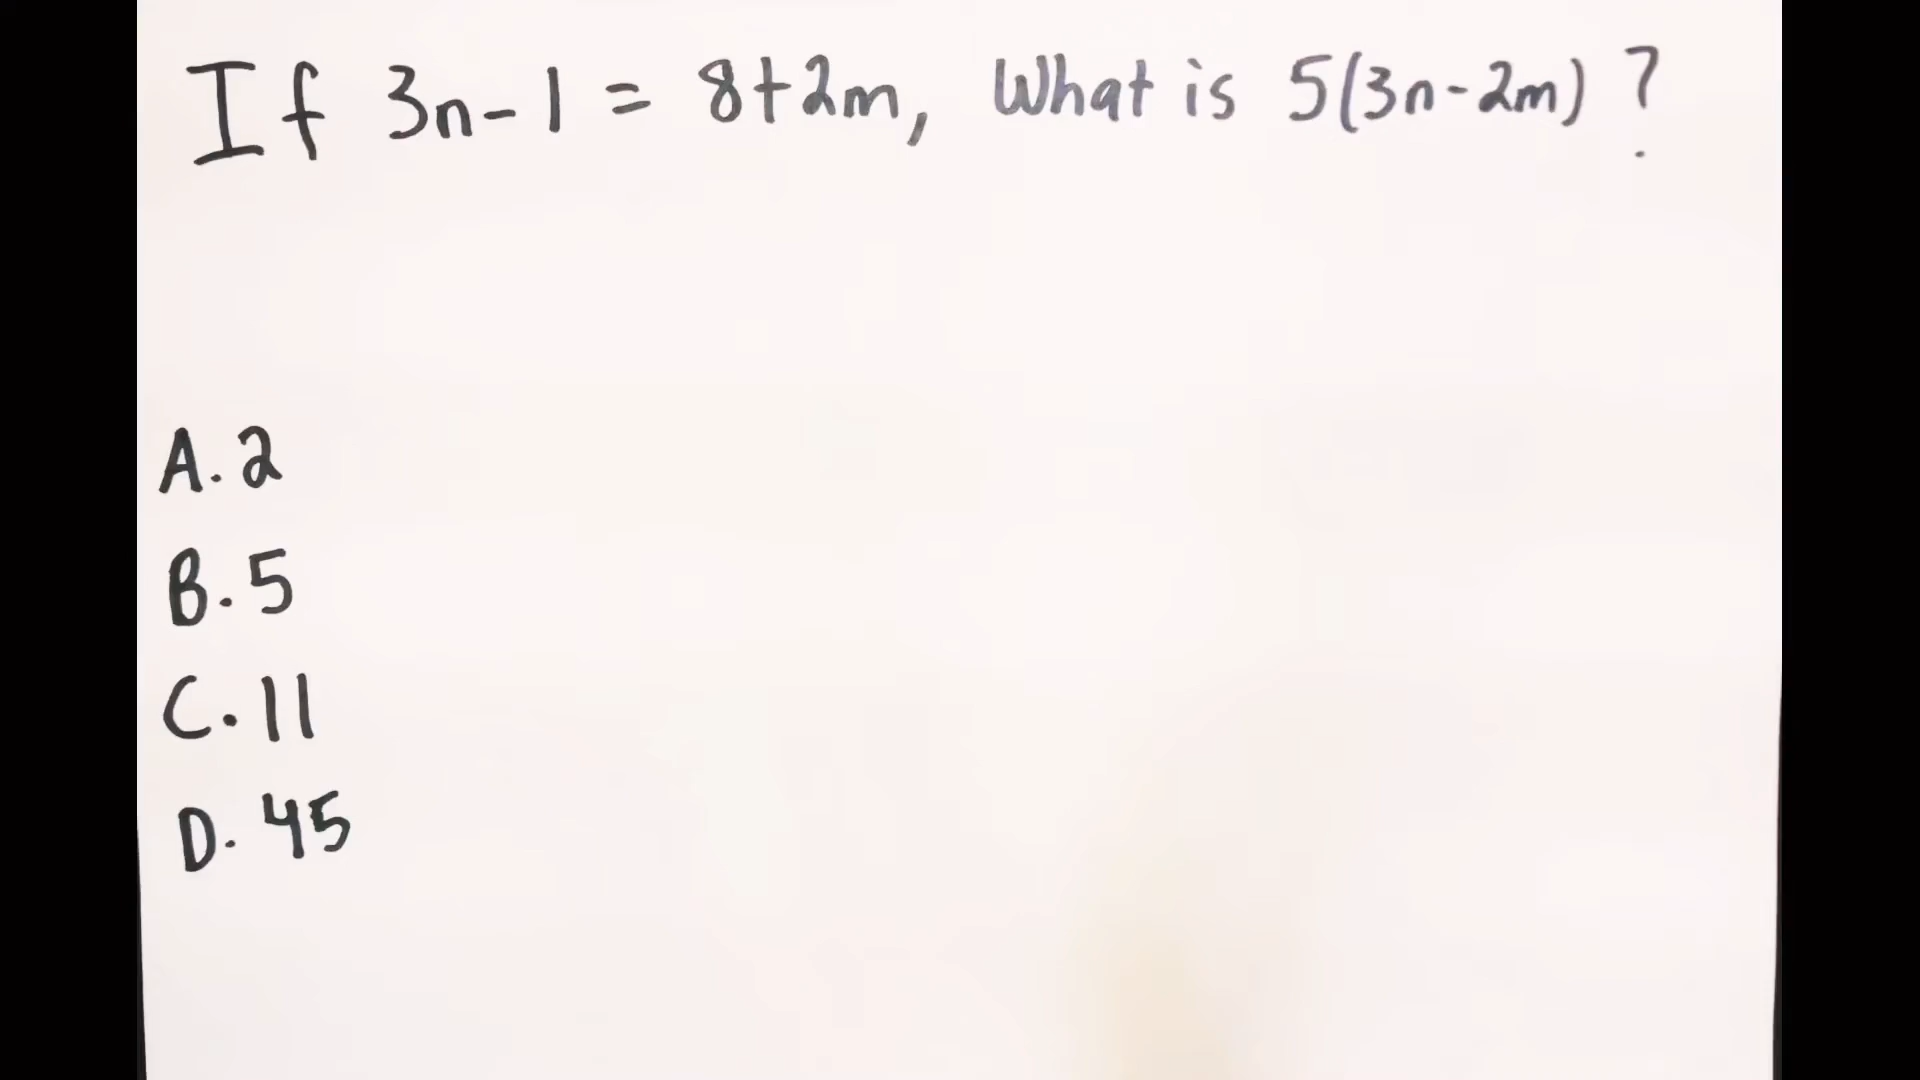 If 3n-1 = 8+2m, What is 5(3n-2m) ?
A. 2
B. 5
C. 11
D. 45